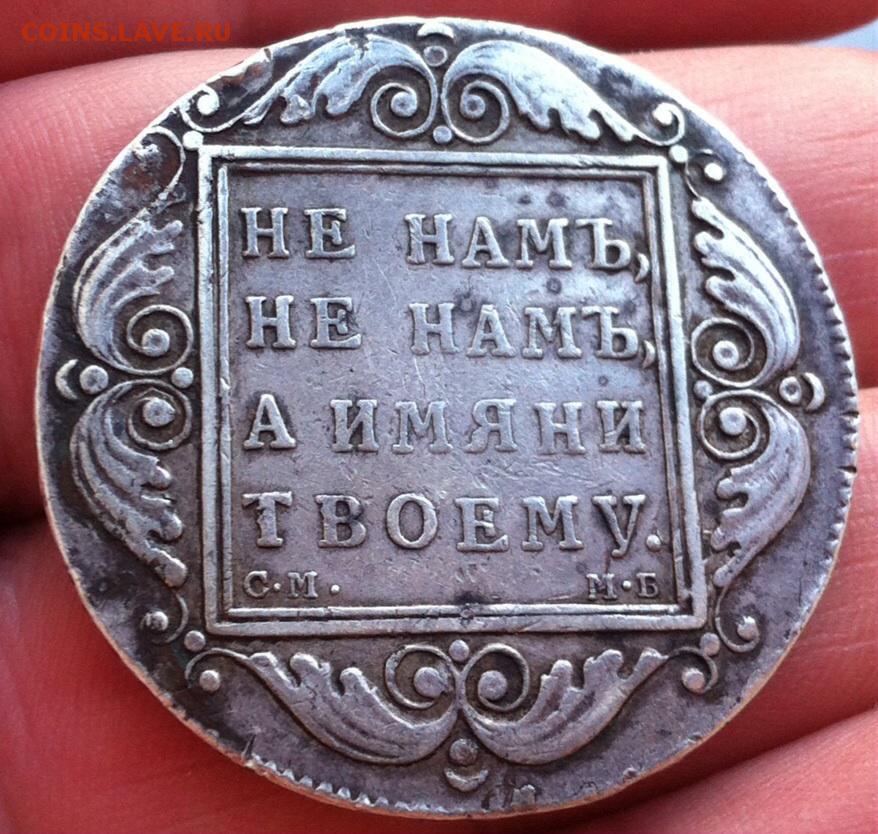 COINS.LAVE.RU
НЕ НАМЪ,
НЕ НАМЪ,
А ИМЯНИ
ТВОЕМУ.
С·М· М·Б